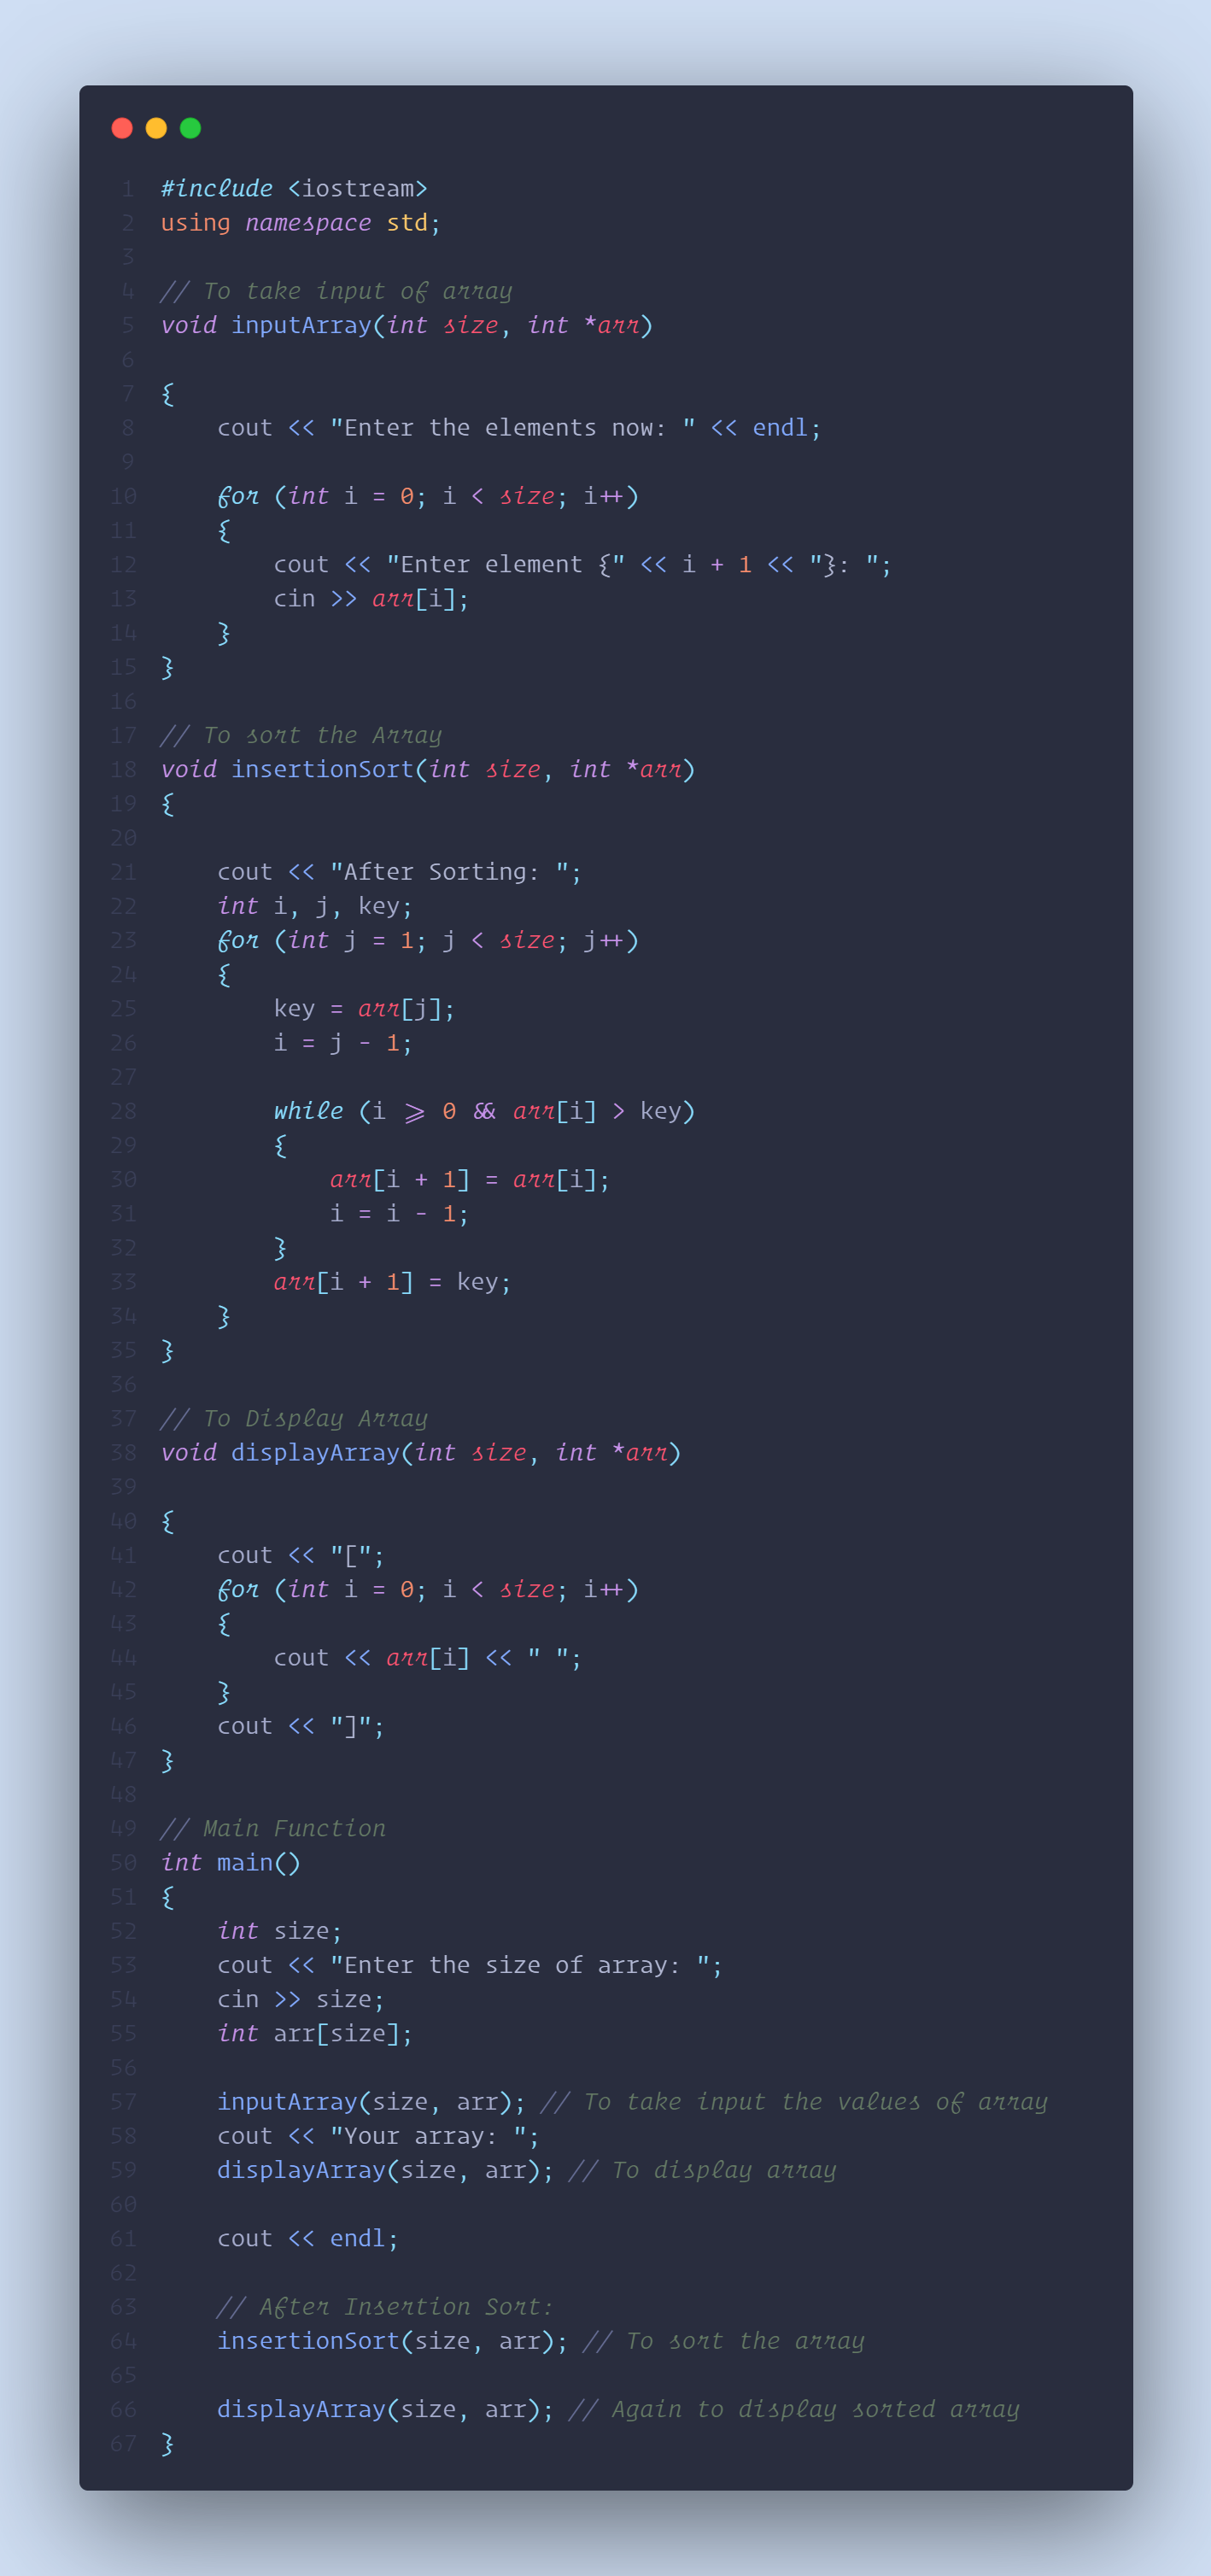 1 #include <iostream>
2 using namespace std;
3
4 // To take input of array
5 void inputArray(int size, int *arr)
6
7 {
8     cout << "Enter the elements now: " << endl;
9
10     for (int i = 0; i < size; i++)
11     {
12         cout << "Enter element {" << i + 1 << "}: ";
13         cin >> arr[i];
14     }
15 }
16
17 // To sort the Array
18 void insertionSort(int size, int *arr)
19 {
20
21     cout << "After Sorting: ";
22     int i, j, key;
23     for (int j = 1; j < size; j++)
24     {
25         key = arr[j];
26         i = j - 1;
27
28         while (i >= 0 && arr[i] > key)
29         {
30             arr[i + 1] = arr[i];
31             i = i - 1;
32         }
33         arr[i + 1] = key;
34     }
35 }
36
37 // To Display Array
38 void displayArray(int size, int *arr)
39
40 {
41     cout << "[";
42     for (int i = 0; i < size; i++)
43     {
44         cout << arr[i] << " ";
45     }
46     cout << "]";
47 }
48
49 // Main Function
50 int main()
51 {
52     int size;
53     cout << "Enter the size of array: ";
54     cin >> size;
55     int arr[size];
56
57     inputArray(size, arr); // To take input the values of array
58     cout << "Your array: ";
59     displayArray(size, arr); // To display array
60
61     cout << endl;
62
63     // After Insertion Sort:
64     insertionSort(size, arr); // To sort the array
65
66     displayArray(size, arr); // Again to display sorted array
67 }